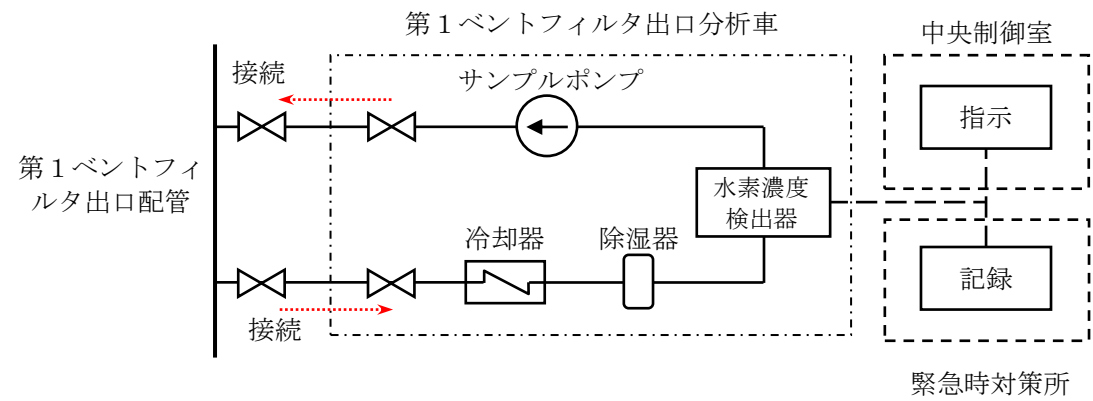 第１ベントフィルタ出口分析車
中央制御室
接続
サンプルポンプ
指示
第１ベントフィ
ルタ出口配管
水素濃度
検出器
冷却器
除湿器
記録
接続
緊急時対策所